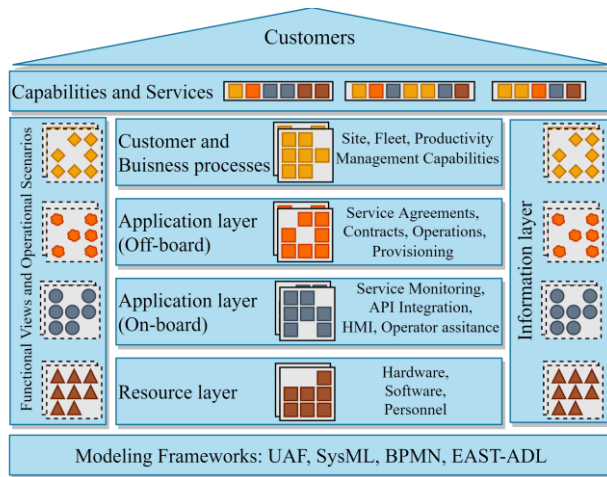 Customers
Capabilities and Services
Functional Views and Operational Scenarios
Customer and
Buisness processes
Site, Fleet, Productivity
Management Capabilities
Application layer
(Off-board)
Service Agreements,
Contracts, Operations,
Provisioning
Application layer
(On-board)
Service Monitoring,
API Integration,
HMI, Operator assitance
Resource layer
Hardware,
Software,
Personnel
Information layer
Modeling Frameworks: UAF, SysML, BPMN, EAST-ADL